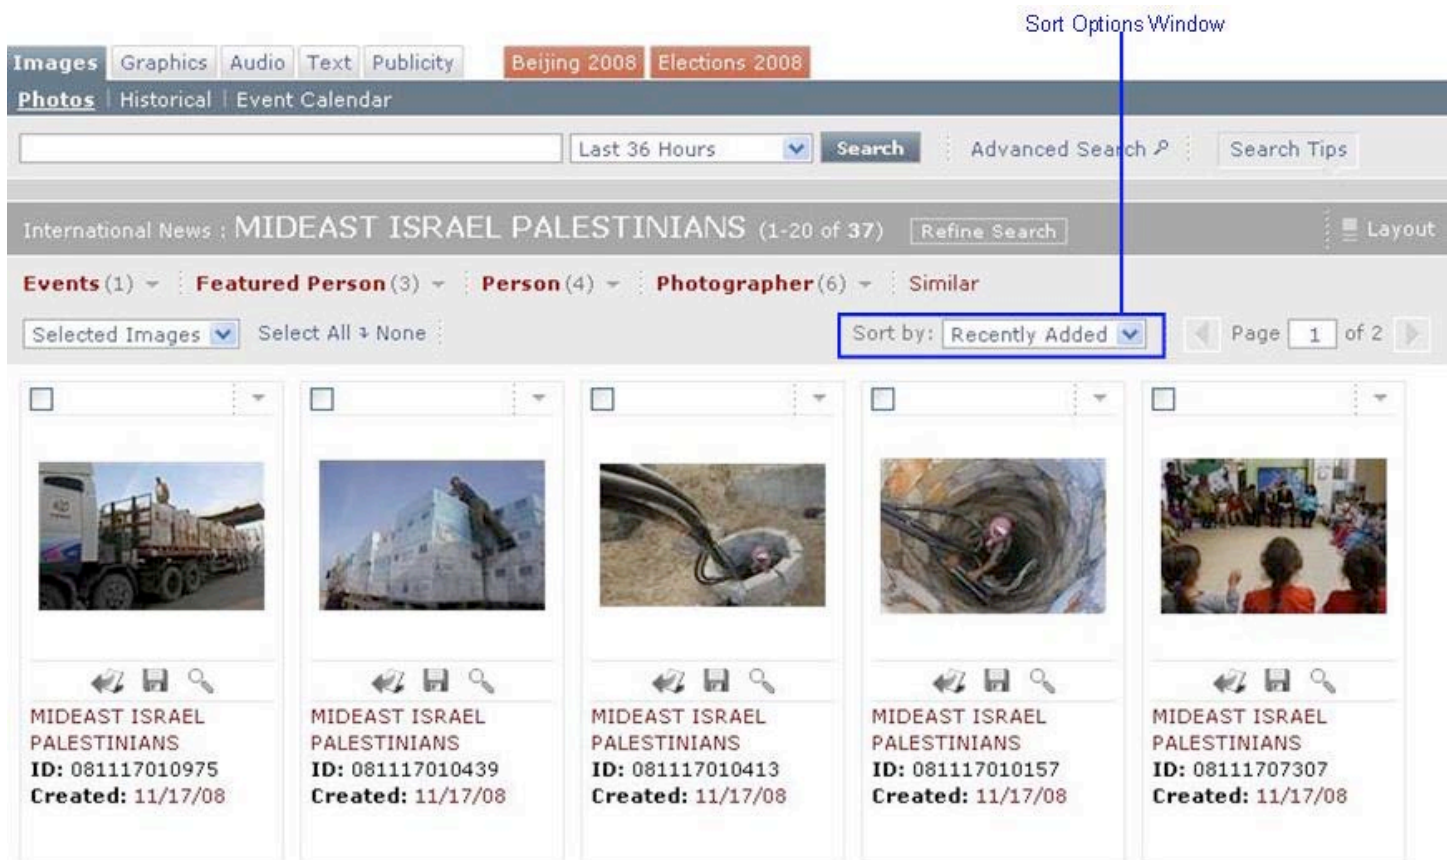 Sort Options Window
Images Graphics Audio Text Publicity Beijing 2008 Elections 2008
Photos | Historical | Event Calendar
Last 36 Hours Search Advanced Search Search Tips
International News : MIDEAST ISRAEL PALESTINIANS (1-20 of 37) Refine Search Layout
Events (1) Featured Person (3) Person (4) Photographer (6) Similar
Selected Images Select All None Sort by: Recently Added Page 1 of 2
MIDEAST ISRAEL MIDEAST ISRAEL MIDEAST ISRAEL MIDEAST ISRAEL MIDEAST ISRAEL
PALESTINIANS PALESTINIANS PALESTINIANS PALESTINIANS PALESTINIANS
ID: 081117010975 ID: 081117010439 ID: 081117010413 ID: 081117010157 ID: 08111707307
Created: 11/17/08 Created: 11/17/08 Created: 11/17/08 Created: 11/17/08 Created: 11/17/08